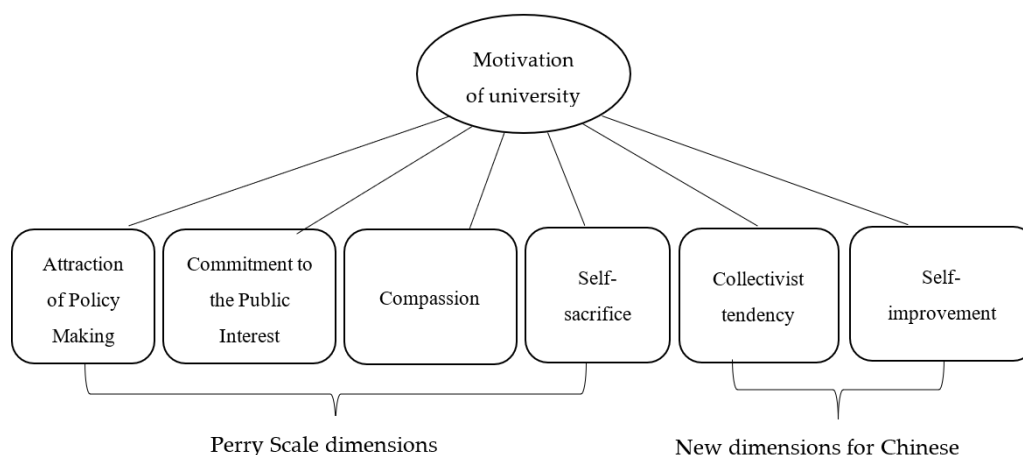 Motivation
of university
Attraction
of Policy
Making
Commitment to
the Public
Interest
Compassion
Self-
sacrifice
Collectivist
tendency
Self-
improvement
Perry Scale dimensions
New dimensions for Chinese